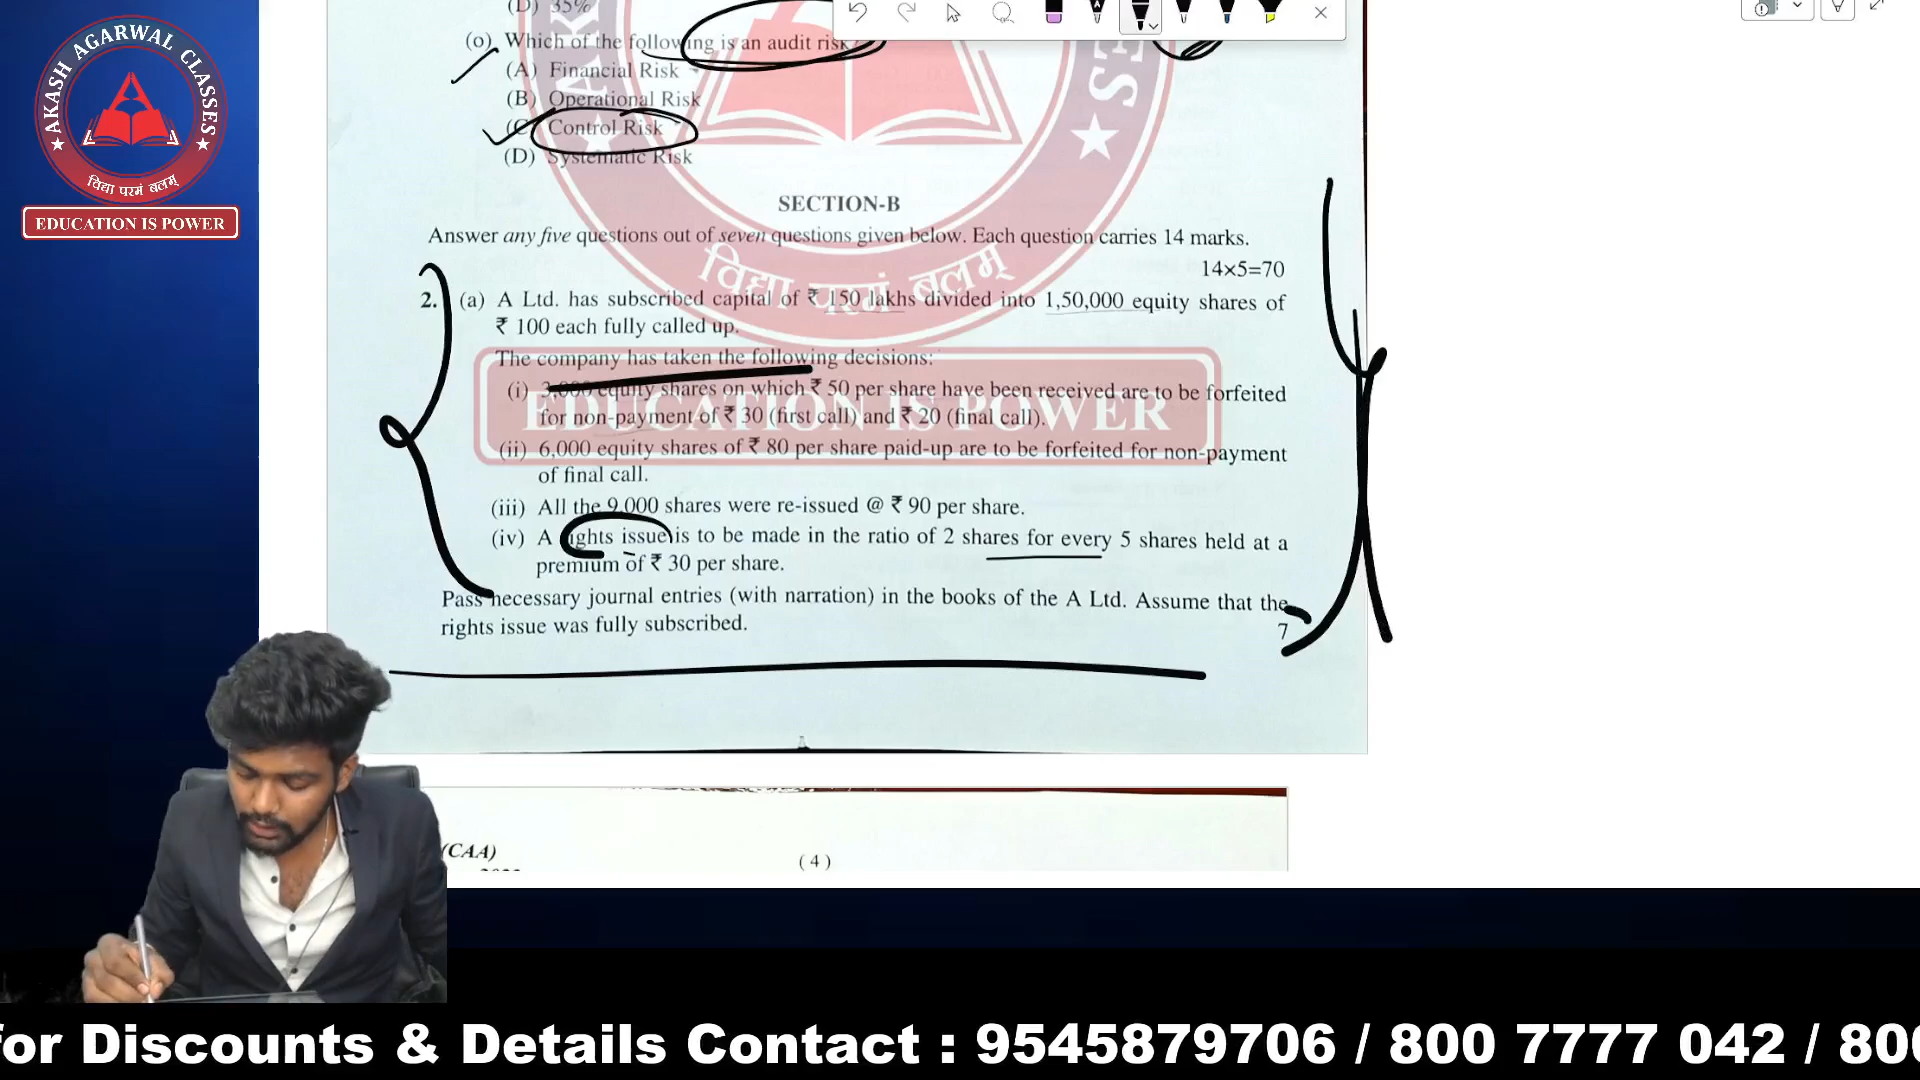 (D) 35%
(o) Which of the following is an audit risk
(A) Financial Risk
(B) Operational Risk
(C) Control Risk
(D) Systematic Risk
AKASH AGARWAL CLASSES
विद्या परमं बलम्
EDUCATION IS POWER
SECTION-B
Answer any five questions out of seven questions given below. Each question carries 14 marks.
14×5=70
विद्या परमं बलम्
2. (a) A Ltd. has subscribed capital of ₹ 150 lakhs divided into 1,50,000 equity shares of
₹ 100 each fully called up.
The company has taken the following decisions:
(i) 3,000 equity shares on which ₹ 50 per share have been received are to be forfeited
for non-payment of ₹ 30 (first call) and ₹ 20 (final call).
EDUCATION IS POWER
(ii) 6,000 equity shares of ₹ 80 per share paid-up are to be forfeited for non-payment
of final call.
(iii) All the 9,000 shares were re-issued @ ₹ 90 per share.
(iv) A rights issue is to be made in the ratio of 2 shares for every 5 shares held at a
premium of ₹ 30 per share.
Pass necessary journal entries (with narration) in the books of the A Ltd. Assume that the
rights issue was fully subscribed.
7
(CAA)
(4)
for Discounts & Details Contact : 9545879706 / 800 7777 042 / 80